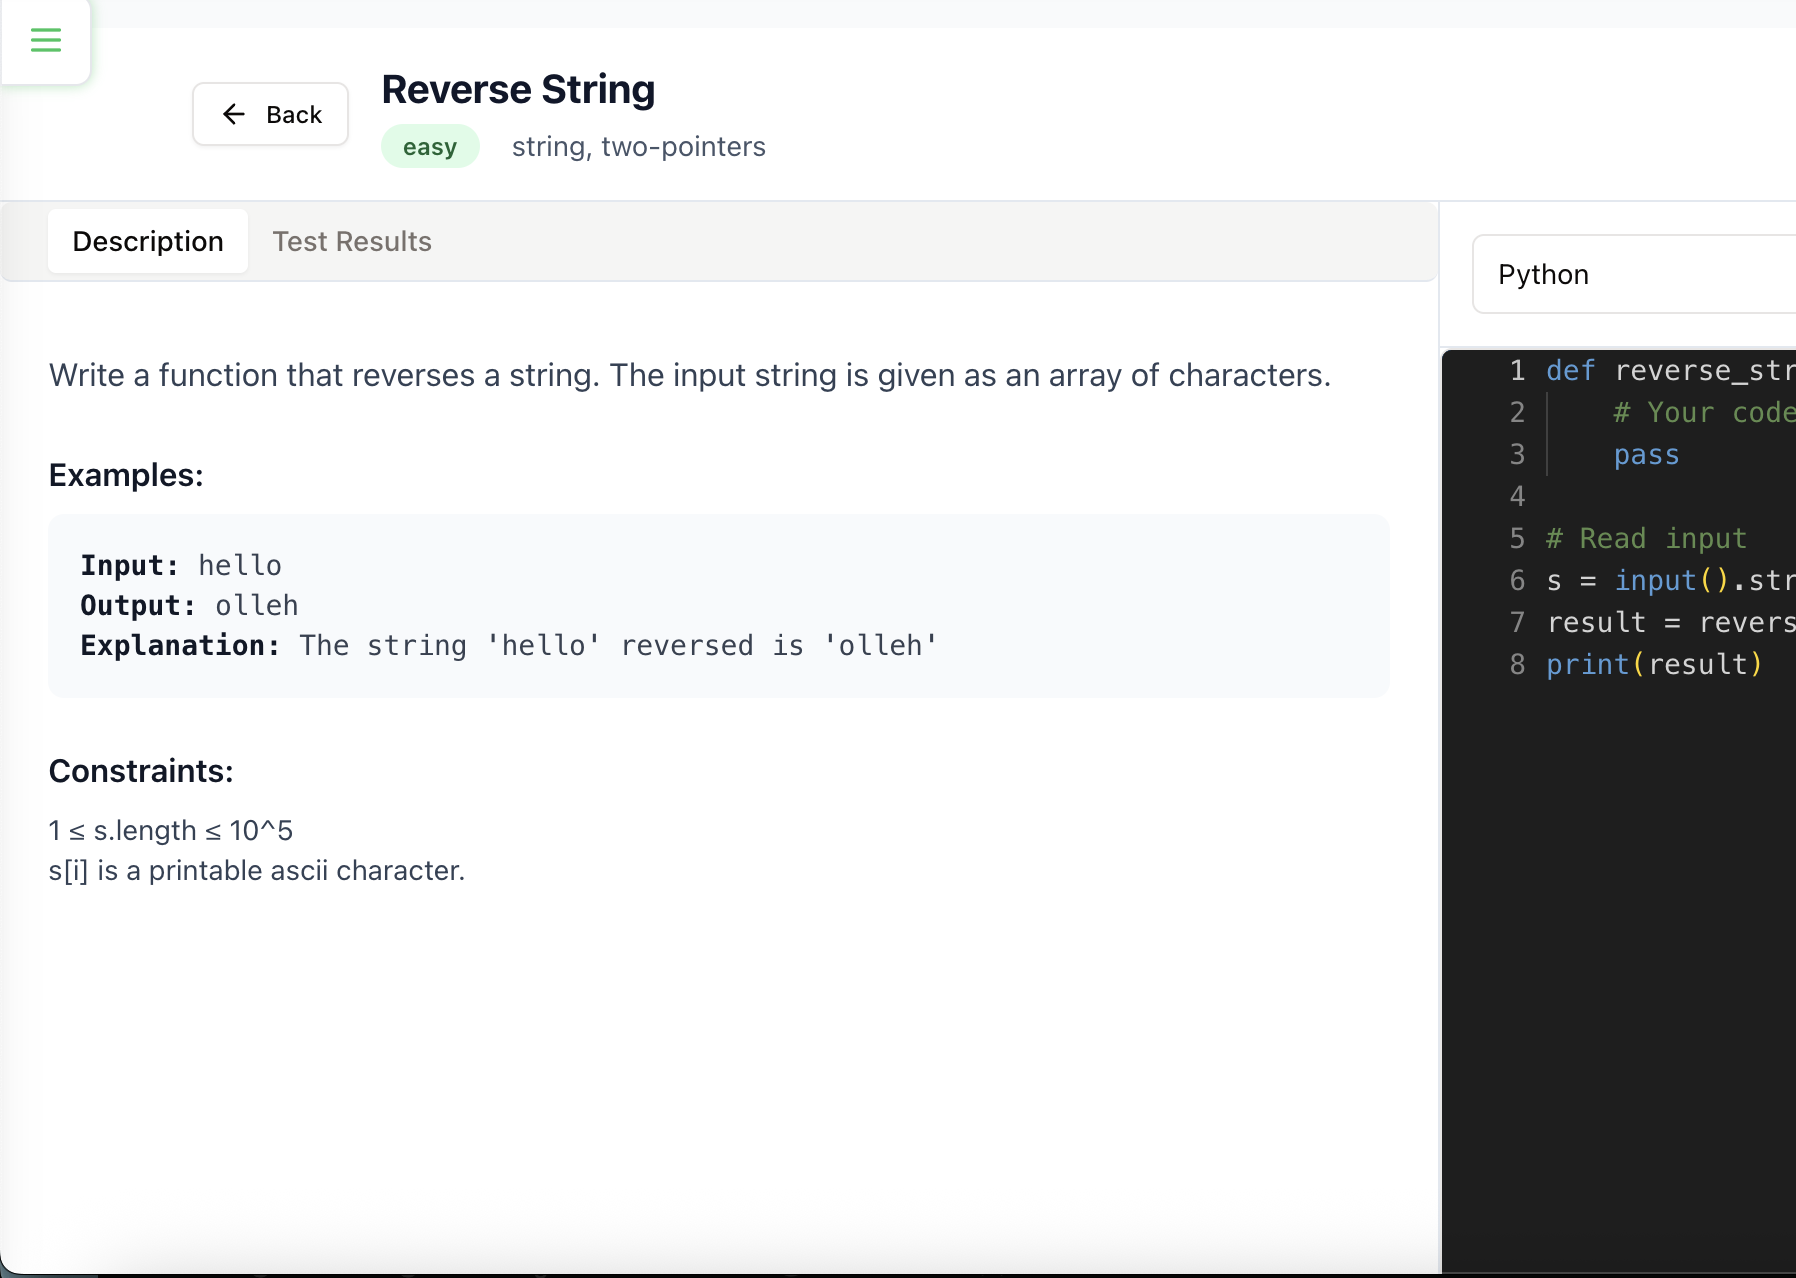 Reverse String
Back
easy string, two-pointers
Description Test Results
Python
Write a function that reverses a string. The input string is given as an array of characters.
Examples:
Input: hello
Output: olleh
Explanation: The string 'hello' reversed is 'olleh'
Constraints:
1 ≤ s.length ≤ 10^5
s[i] is a printable ascii character.
1 def reverse_str
2 # Your code
3 pass
4
5 # Read input
6 s = input().str
7 result = revers
8 print(result)